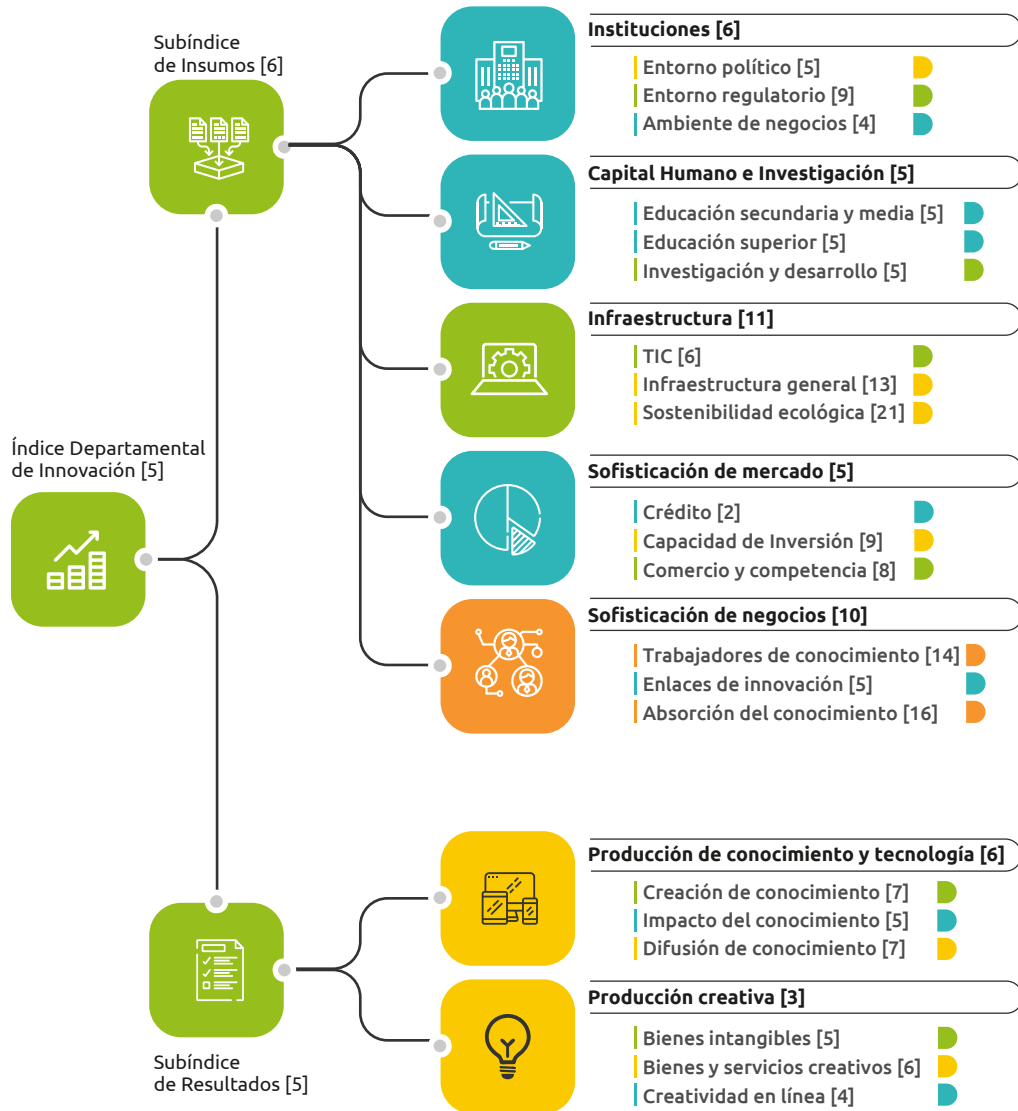 Índice Departamental
de Innovación [5]
Subíndice
de Insumos [6]
Instituciones [6]
Entorno político [5]
Entorno regulatorio [9]
Ambiente de negocios [4]
Capital Humano e Investigación [5]
Educación secundaria y media [5]
Educación superior [5]
Investigación y desarrollo [5]
Infraestructura [11]
TIC [6]
Infraestructura general [13]
Sostenibilidad ecológica [21]
Sofisticación de mercado [5]
Crédito [2]
Capacidad de Inversión [9]
Comercio y competencia [8]
Sofisticación de negocios [10]
Trabajadores de conocimiento [14]
Enlaces de innovación [5]
Absorción del conocimiento [16]
Subíndice
de Resultados [5]
Producción de conocimiento y tecnología [6]
Creación de conocimiento [7]
Impacto del conocimiento [5]
Difusión de conocimiento [7]
Producción creativa [3]
Bienes intangibles [5]
Bienes y servicios creativos [6]
Creatividad en línea [4]